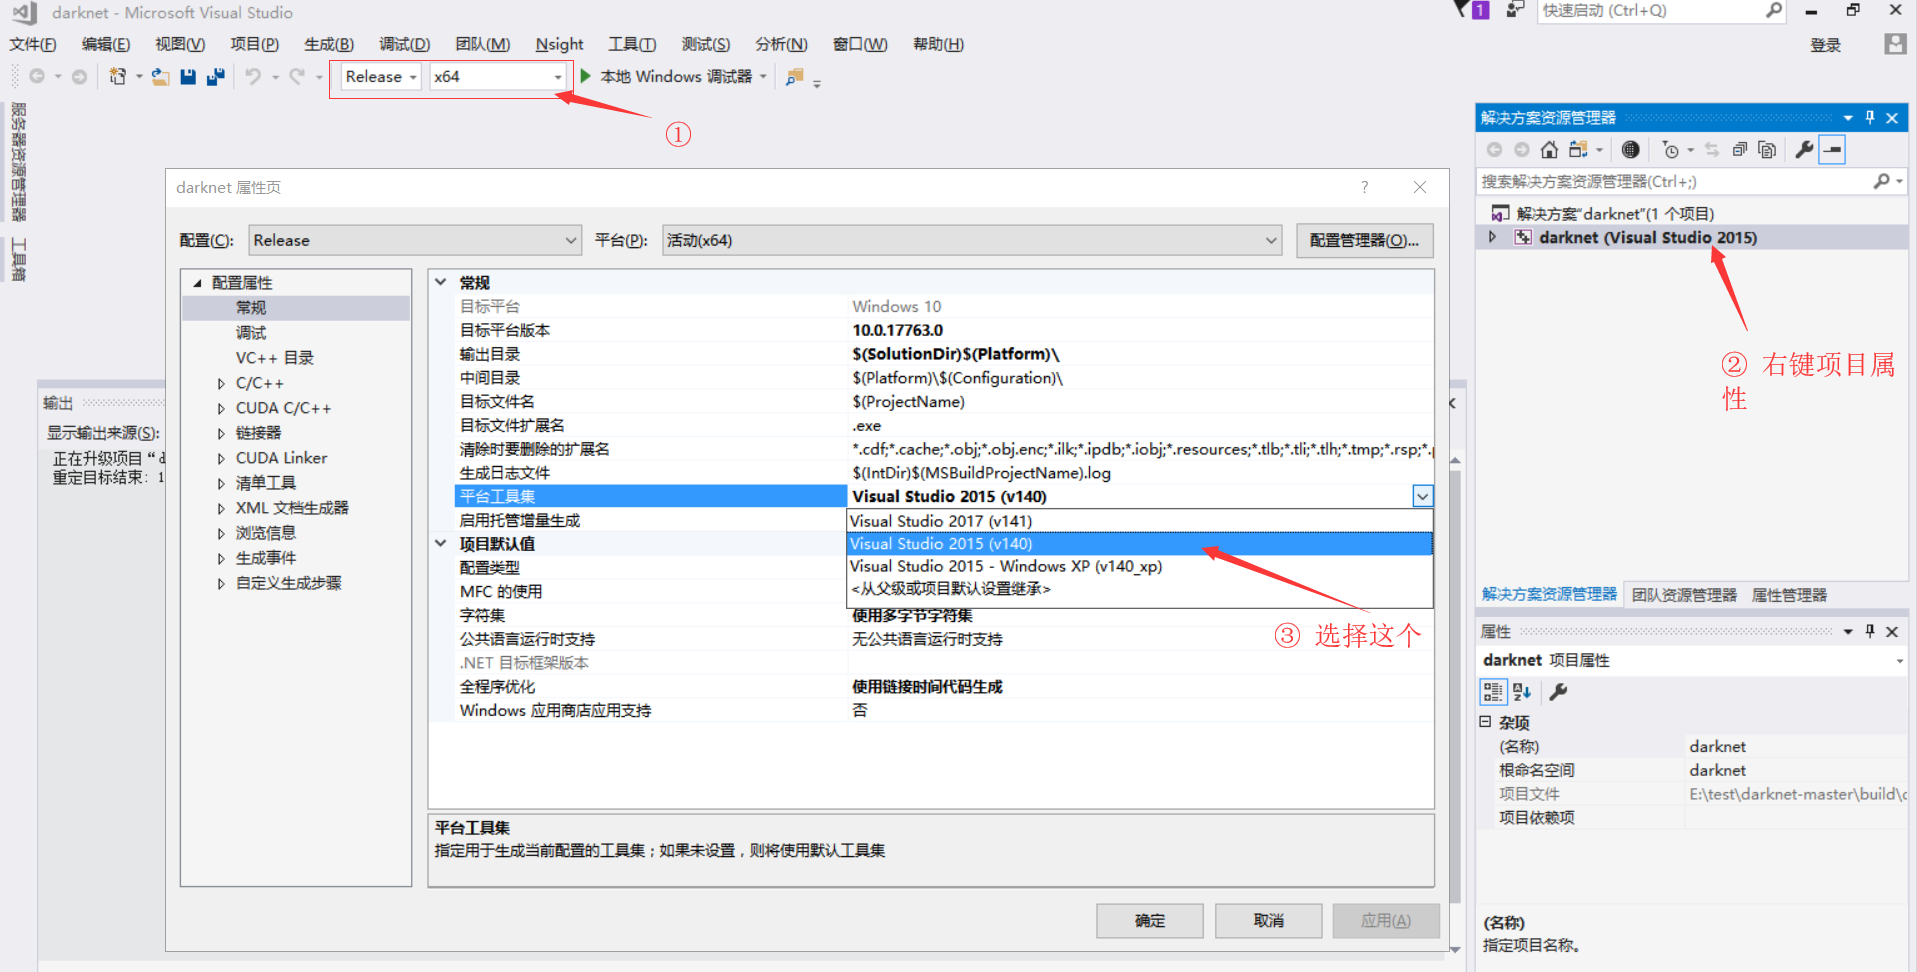 darknet - Microsoft Visual Studio
1
快速启动 (Ctrl+Q)
文件(F) 编辑(E) 视图(V) 项目(P) 生成(B) 调试(D) 团队(M) Nsight 工具(T) 测试(S) 分析(N) 窗口(W) 帮助(H)
登录
Release x64 本地 Windows 调试器
①
服务器资源管理器
工具箱
darknet 属性页
?
配置(C): Release 平台(P): 活动(x64) 配置管理器(O)...
配置属性
常规
调试
VC++ 目录
C/C++
CUDA C/C++
链接器
CUDA Linker
清单工具
XML 文档生成器
浏览信息
生成事件
自定义生成步骤
常规
目标平台 Windows 10
目标平台版本 10.0.17763.0
输出目录 $(SolutionDir)$(Platform)\
中间目录 $(Platform)\$(Configuration)\
目标文件名 $(ProjectName)
目标文件扩展名 .exe
清除时要删除的扩展名 *.cdf;*.cache;*.obj;*.obj.enc;*.ilk;*.ipdb;*.iobj;*.resources;*.tlb;*.tli;*.tlh;*.tmp;*.rsp;*.
生成日志文件 $(IntDir)$(MSBuildProjectName).log
平台工具集 Visual Studio 2015 (v140)
启用托管增量生成
Visual Studio 2017 (v141)
Visual Studio 2015 (v140)
Visual Studio 2015 - Windows XP (v140_xp)
<从父级或项目默认设置继承>
项目默认值
配置类型
MFC 的使用
字符集 使用多字节字符集
公共语言运行时支持 无公共语言运行时支持
.NET 目标框架版本
全程序优化 使用链接时间代码生成
Windows 应用商店应用支持 否
③ 选择这个
平台工具集
指定用于生成当前配置的工具集；如果未设置，则将使用默认工具集
确定 取消 应用(A)
输出
显示输出来源(S):
正在升级项目“d
重定目标结束: 1
解决方案资源管理器
搜索解决方案资源管理器(Ctrl+;)
解决方案"darknet"(1 个项目)
darknet (Visual Studio 2015)
② 右键项目属
性
解决方案资源管理器 团队资源管理器 属性管理器
属性
darknet 项目属性
杂项
(名称) darknet
根命名空间 darknet
项目文件 E:\test\darknet-master\build\
项目依赖项
(名称)
指定项目名称。